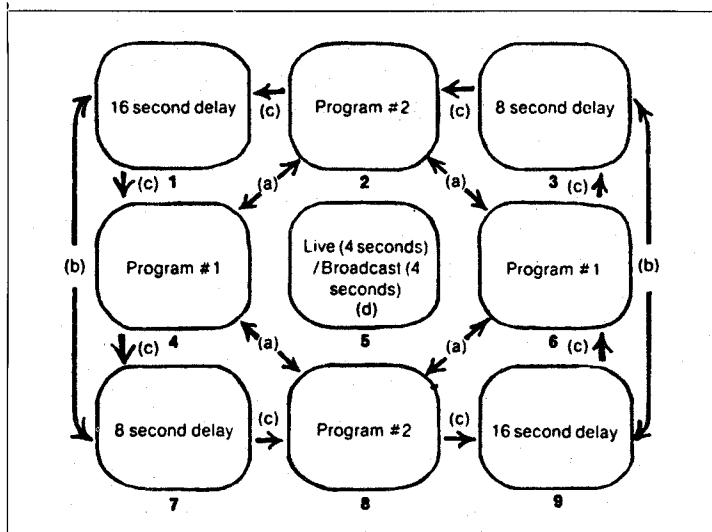 16 second delay
(c)
Program #2
(c)
8 second delay
(c)
1
(a)
2
(a)
3
(c)
(b)
Program #1
Live (4 seconds)
/Broadcast (4
seconds)
(d)
Program #1
(b)
(c)
4
(a)
5
(a)
6
(c)
8 second delay
(c)
Program #2
(c)
16 second delay
7
8
9